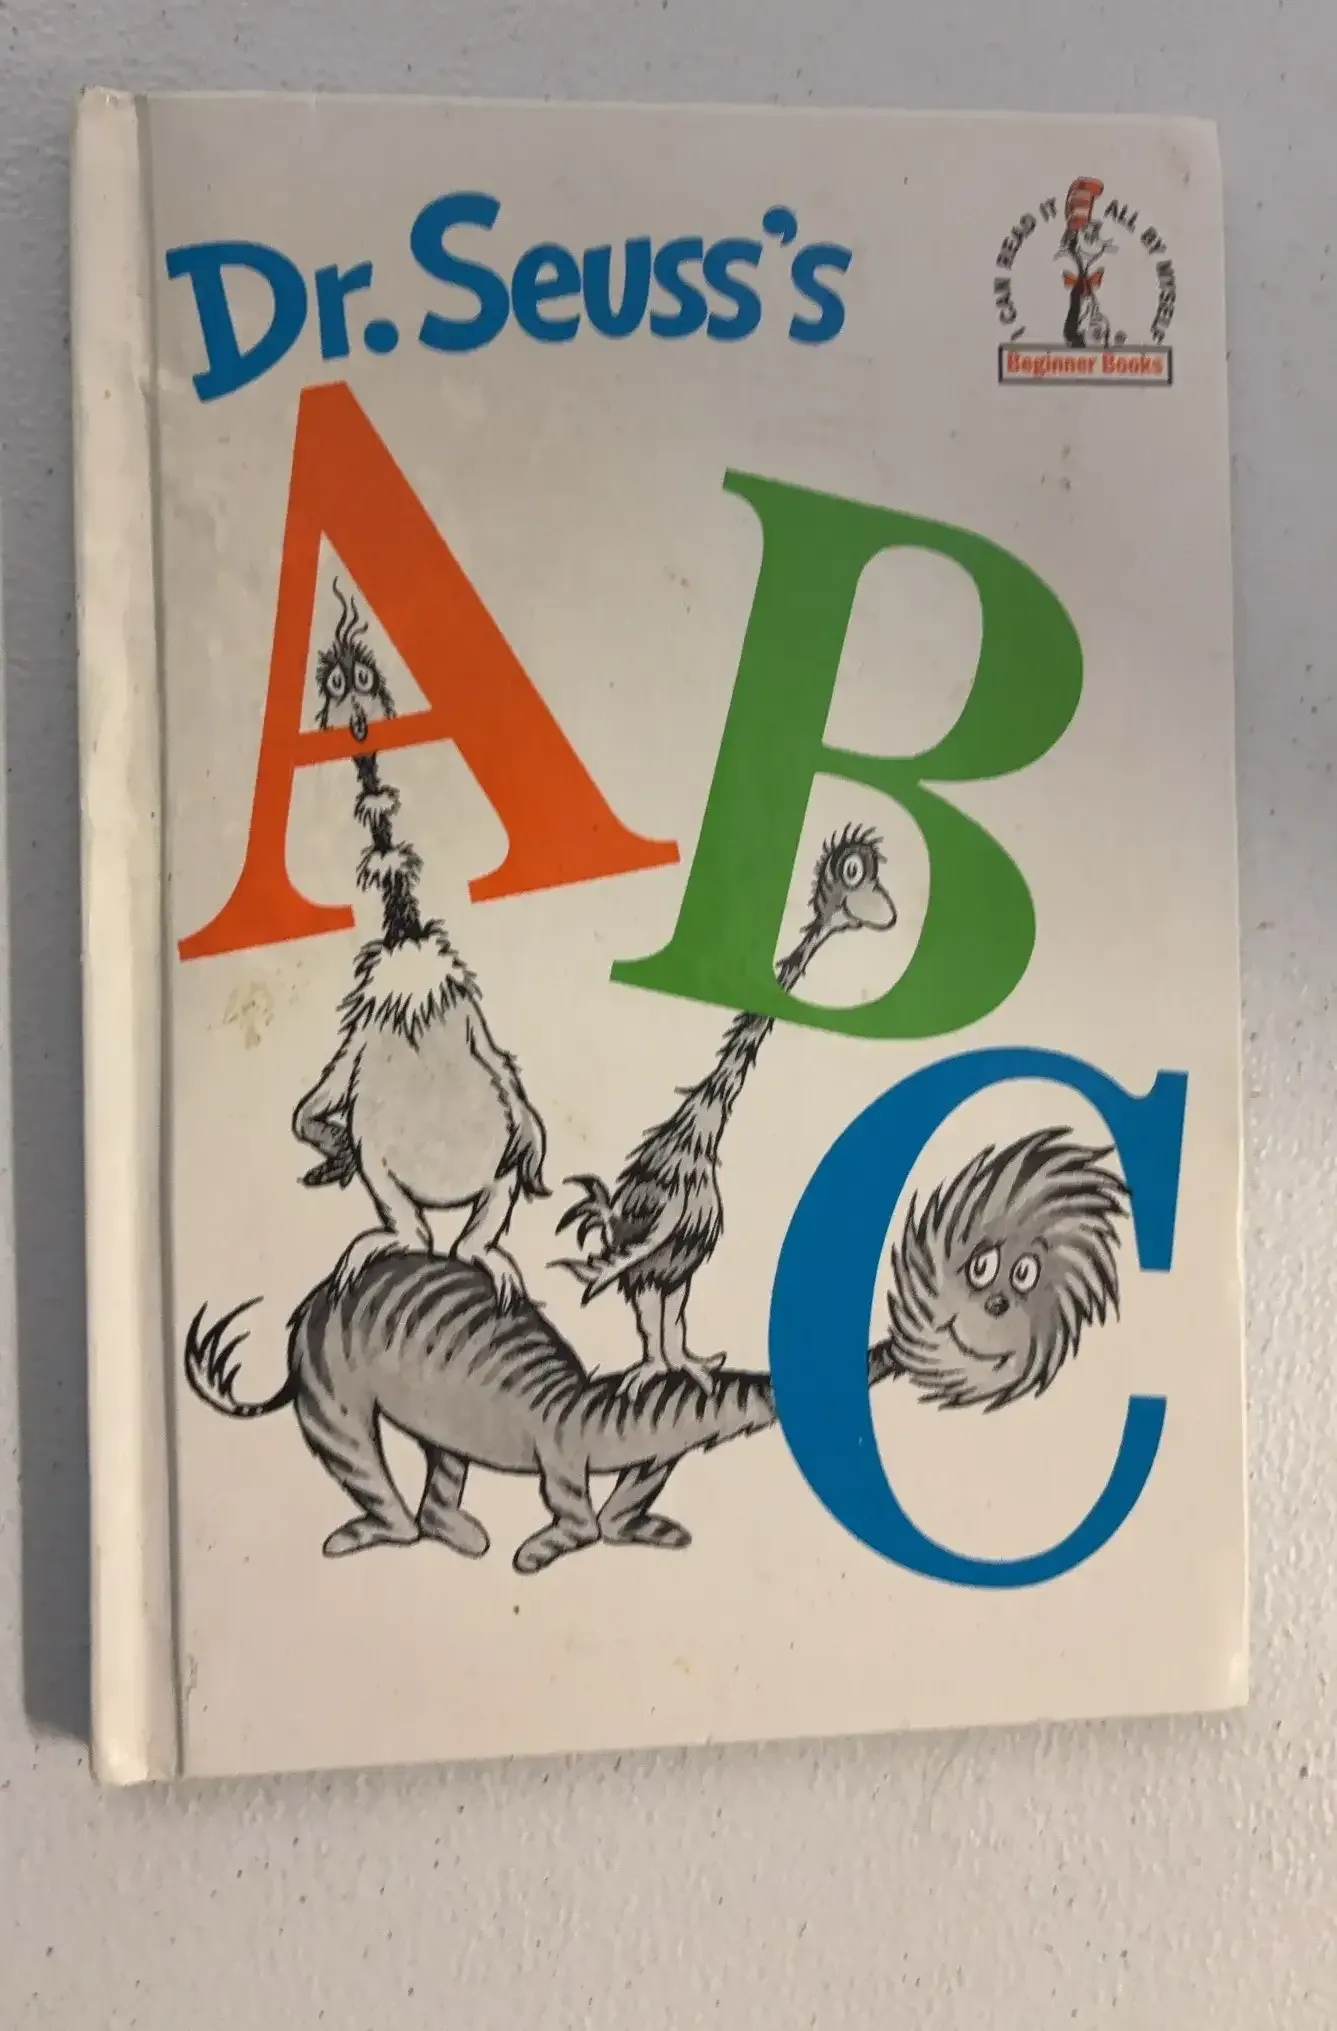 Dr. Seuss's
I CAN READ IT ALL BY MYSELF
Beginner Books
A
B
C